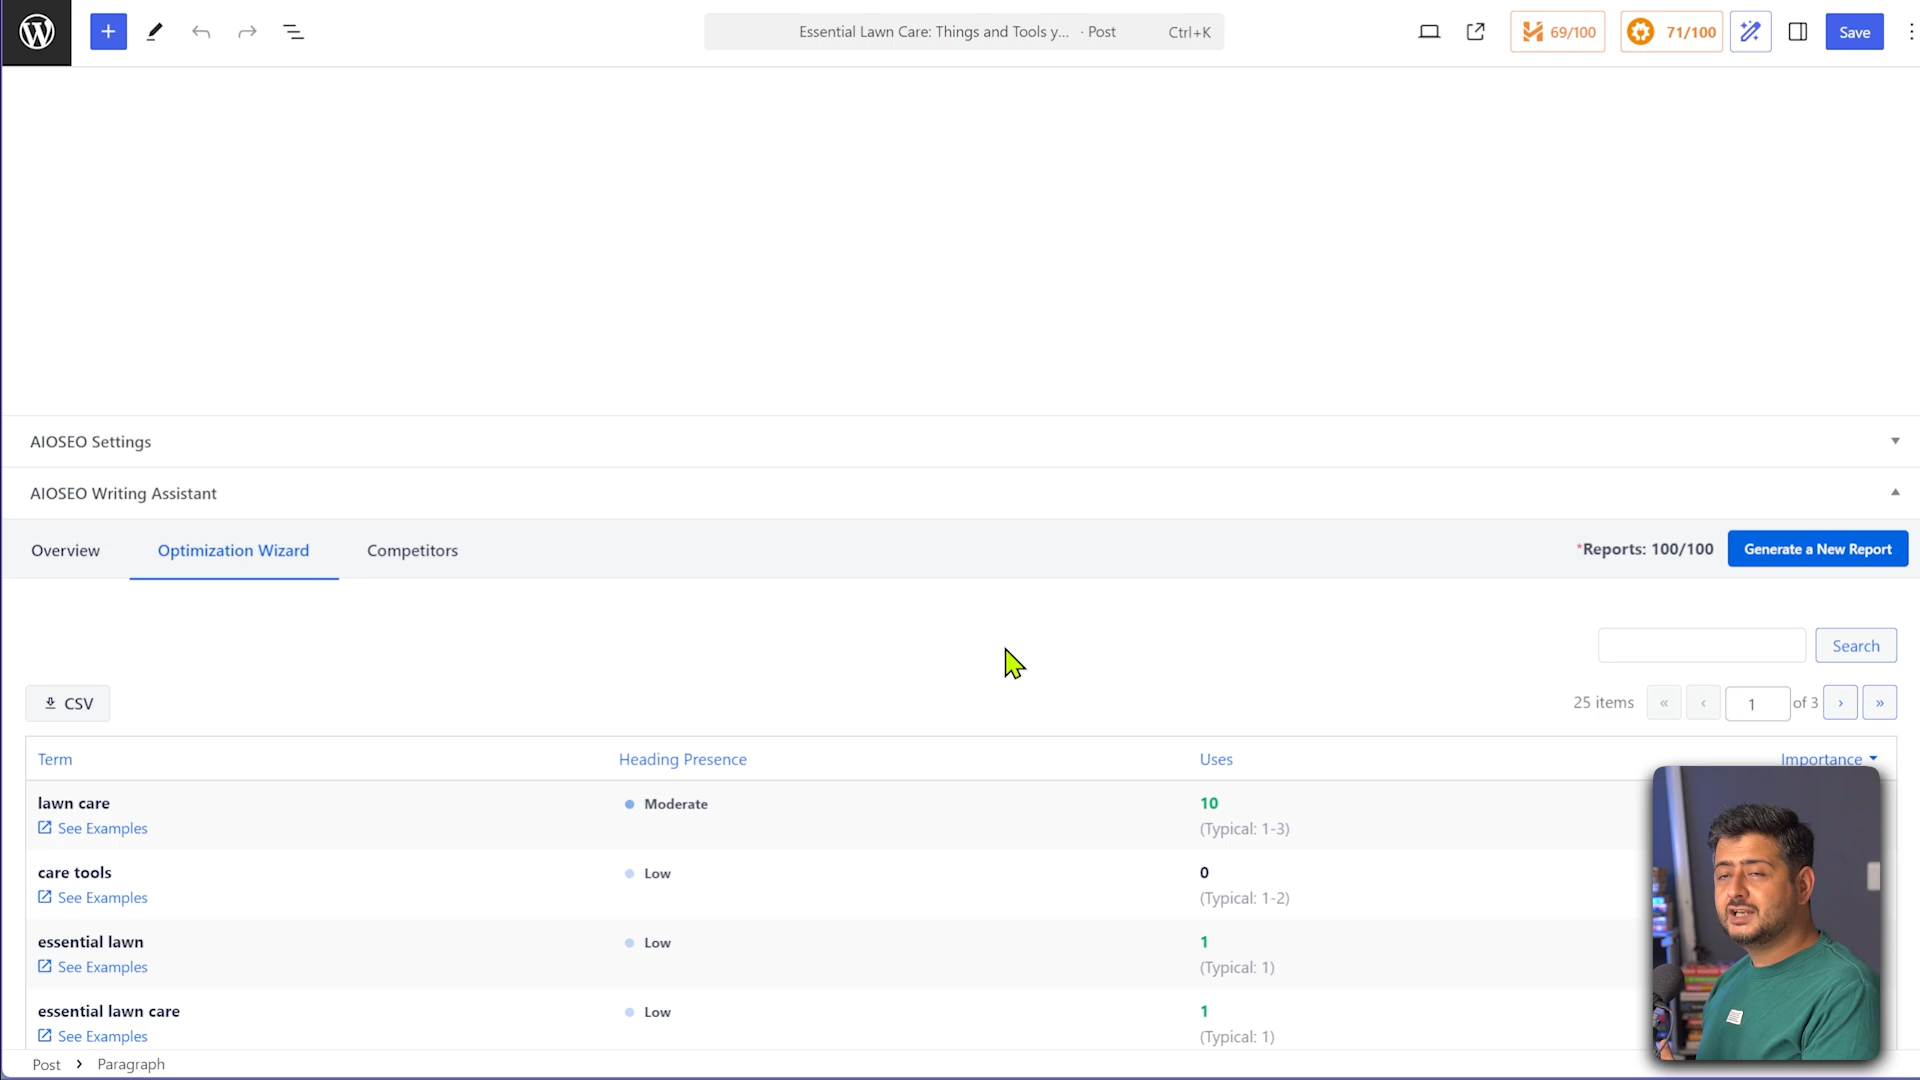 Essential Lawn Care: Things and Tools y... · Post Ctrl+K
69/100
71/100
Save
AIOSEO Settings
AIOSEO Writing Assistant
Overview
Optimization Wizard
Competitors
*Reports: 100/100
Generate a New Report
Search
CSV
25 items « ‹ 1 of 3 › »
Term Heading Presence Uses Importance
lawn care Moderate 10
See Examples (Typical: 1-3)
care tools Low 0
See Examples (Typical: 1-2)
essential lawn Low 1
See Examples (Typical: 1)
essential lawn care Low 1
See Examples (Typical: 1)
Post › Paragraph